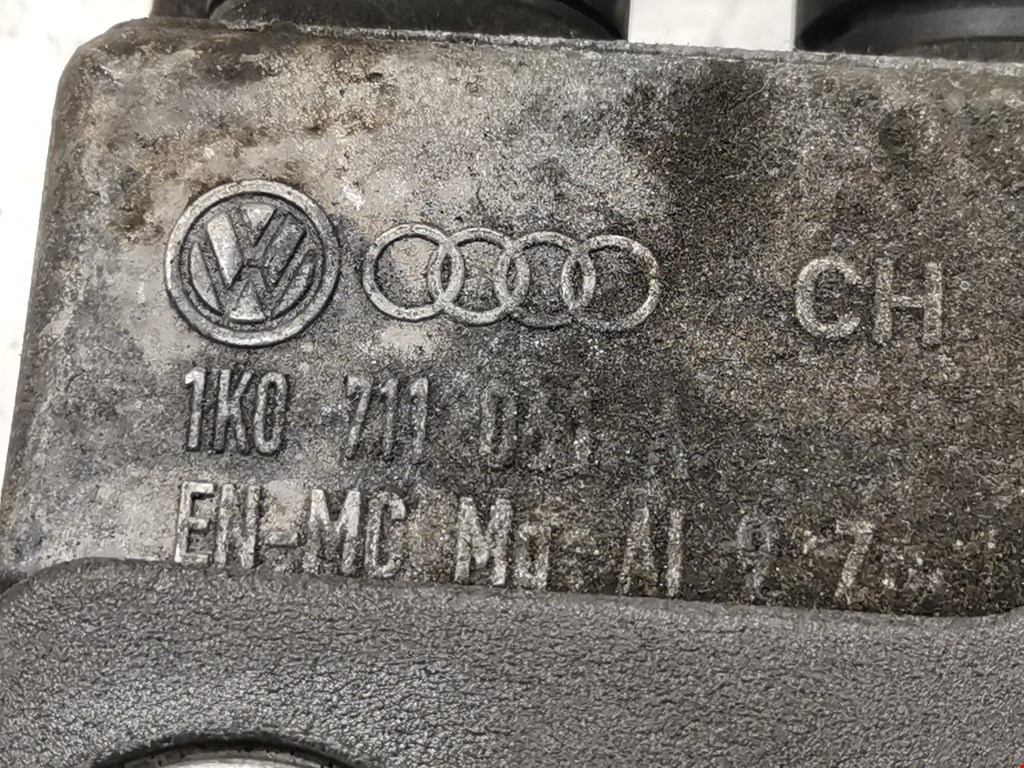 CH
1K0 711
EN-MC Mg Al 9